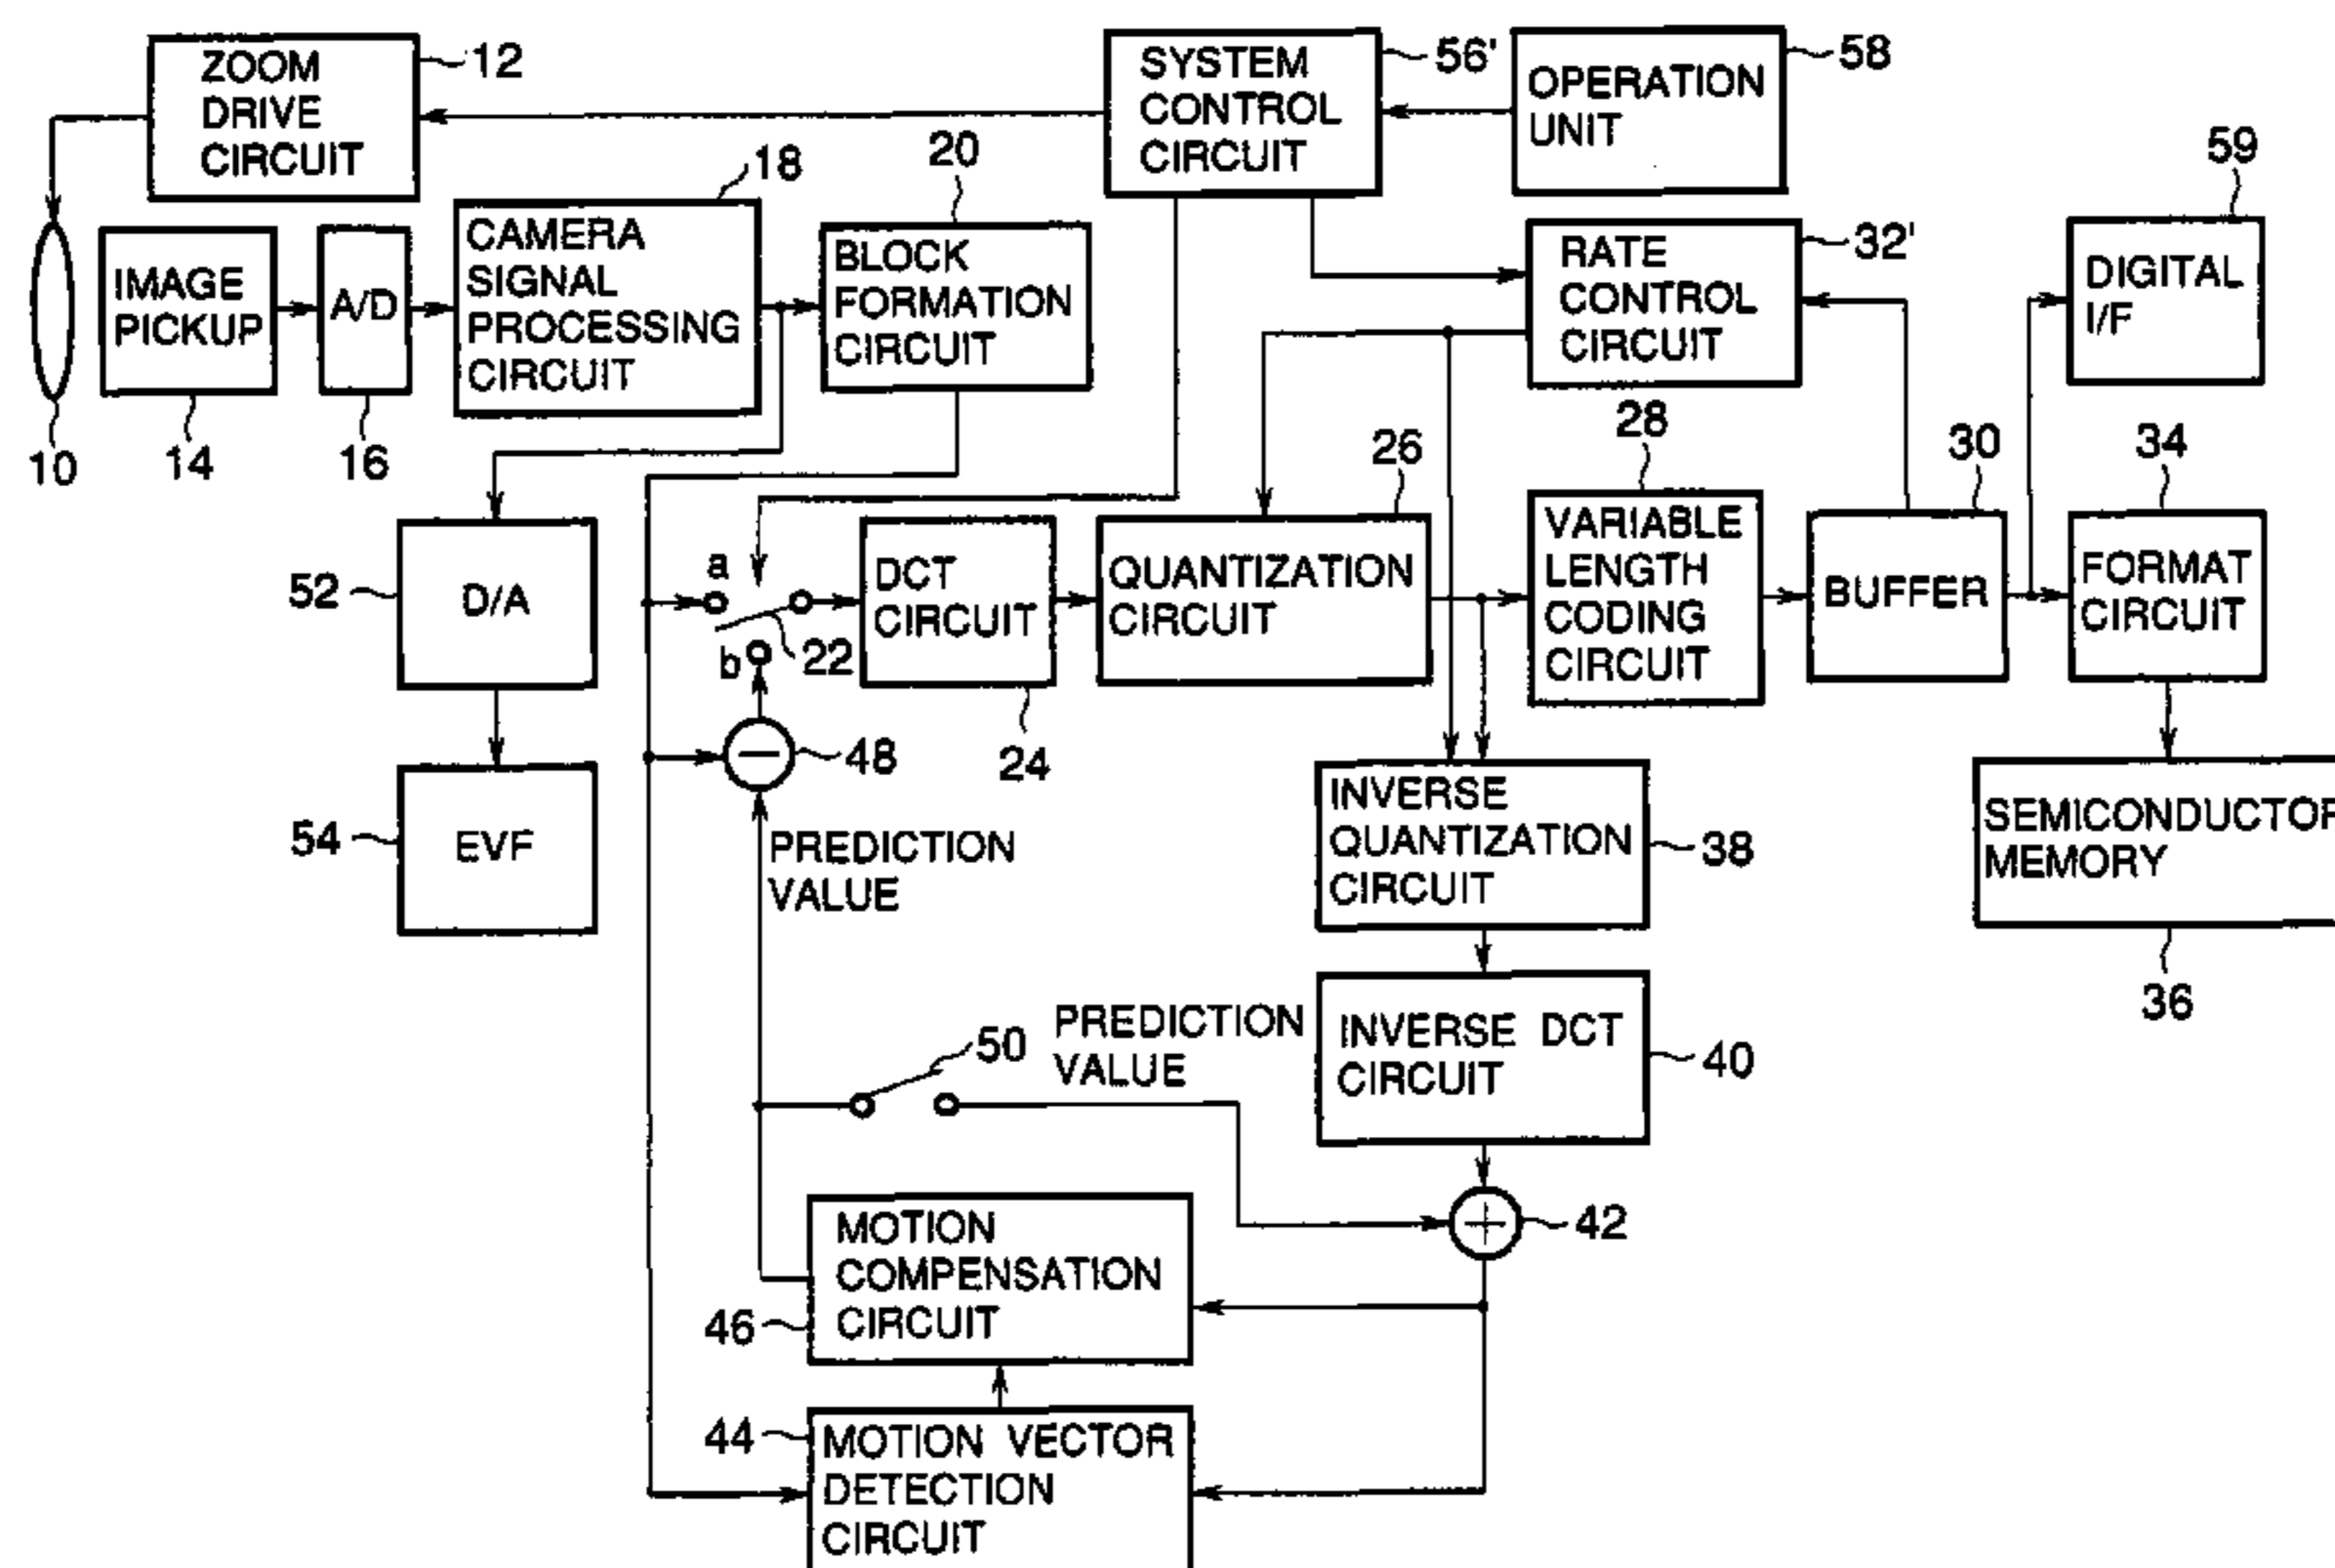 ZOOM
DRIVE
CIRCUIT
12
SYSTEM
CONTROL
CIRCUIT
56'
OPERATION
UNIT
58
10
IMAGE
PICKUP
14
A/D
16
CAMERA
SIGNAL
PROCESSING
CIRCUIT
18
BLOCK
FORMATION
CIRCUIT
20
RATE
CONTROL
CIRCUIT
32'
DIGITAL
I/F
59
D/A
52
EVF
54
a
b
22
DCT
CIRCUIT
24
QUANTIZATION
CIRCUIT
26
VARIABLE
LENGTH
CODING
CIRCUIT
28
BUFFER
30
FORMAT
CIRCUIT
34
SEMICONDUCTOR
MEMORY
36
48
PREDICTION
VALUE
INVERSE
QUANTIZATION
CIRCUIT
38
50
PREDICTION
VALUE
INVERSE DCT
CIRCUIT
40
42
MOTION
COMPENSATION
CIRCUIT
46
44
MOTION VECTOR
DETECTION
CIRCUIT